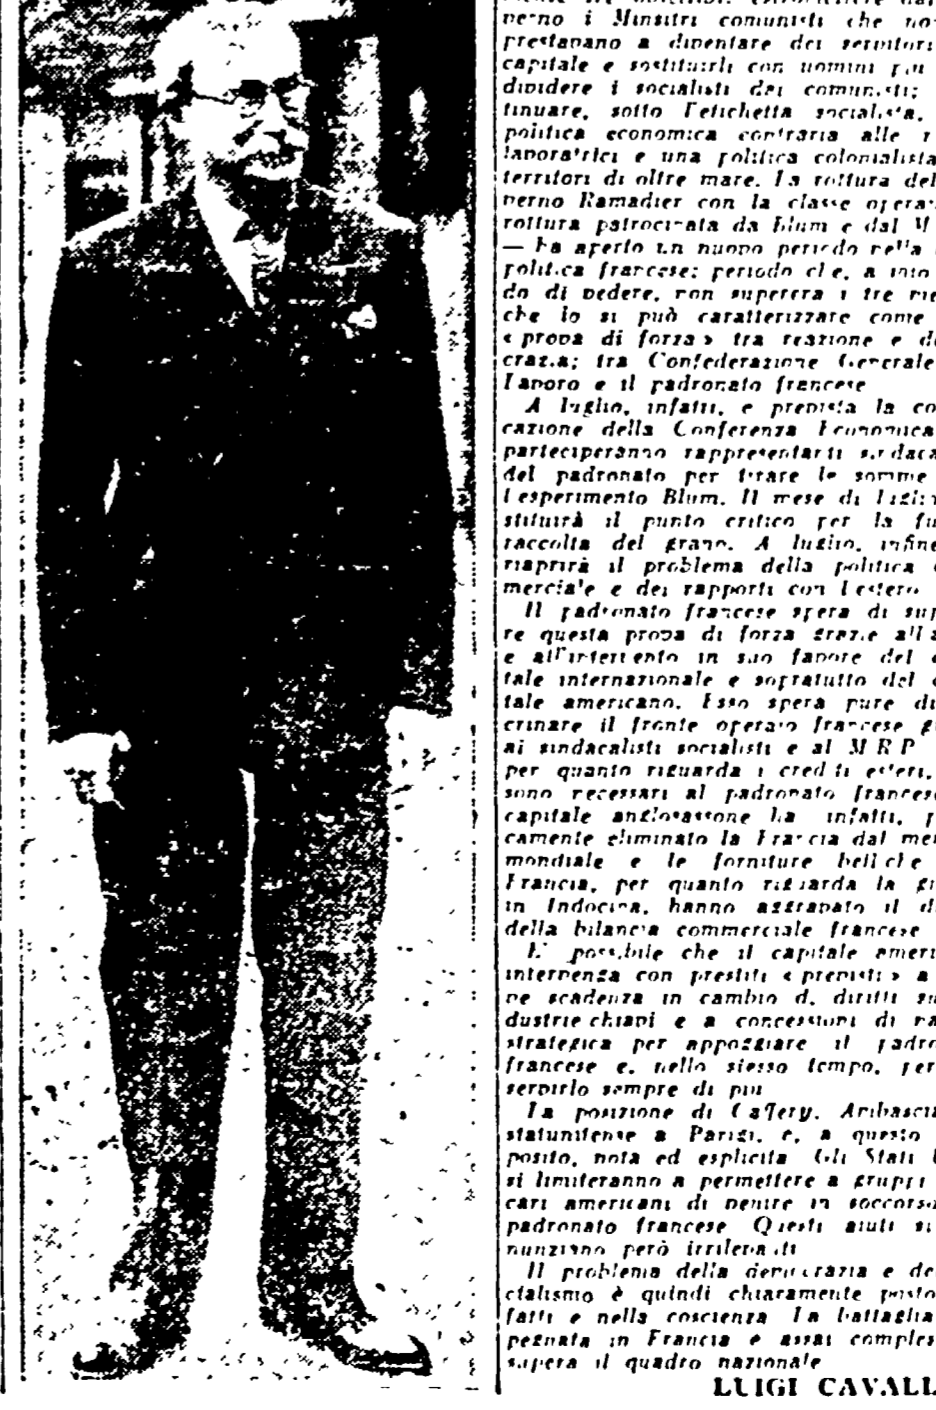 verno i Minsitri comunisti che no
prestavano a diventare dei servitori
capitale e sostituirli con uomini più
dividere i socialisti dai comunisti;
tinuare, sotto l'etichetta socialista,
politica economica contraria alle
lavoratrici e una politica colonialista
territori di oltre mare. La rottura del
verno Ramadier con la classe opera
rottura patrocinata da Blum e dal M
— ha aperto un nuovo periodo nella
politica francese; periodo che, a mio
do di vedere, non supererà i tre me
che lo si può caratterizzare come
« prova di forza » tra reazione e de
crazia; tra Confederazione Generale
Lavoro e il padronato francese
A luglio, infatti, è prevista la co
cazione della Conferenza Economica
parteciperanno rappresentanti sindaca
del padronato per tirare le somme
l'esperimento Blum. Il mese di luglio
stituirà il punto critico per la fu
raccolta del grano. A luglio, infine
riaprirà il problema della politica
merciale e dei rapporti con l'estero
Il padronato francese spera di sup
re questa prova di forza grazie all'a
e all'intervento in suo favore del
tale internazionale e sopratutto del
tale americano. Esso spera pure di
crinare il fronte operaio francese g
ai sindacalisti socialisti e al M R P
per quanto riguarda i crediti esteri,
sono necessari al padronato francese
capitale anglosassone ha infatti,
camente eliminato la Francia dal me
mondiale e le forniture belliche
Francia, per quanto riguarda la g
in Indocina, hanno aggravato il d
della bilancia commerciale francese
E' possibile che il capitale ameri
intervenga con prestiti « previsti » a
ve scadenza in cambio di diritti su
dustrie chiavi e a concessioni di na
strategica per appoggiare il padro
francese e, nello stesso tempo, per
servirlo sempre di più
La posizione di Caffery, Ambascia
statunitense a Parigi, è, a questo
posito, nota ed esplicita Gli Stati U
si limiteranno a permettere a gruppi
cari americani di venire in soccorso
padronato francese Questi aiuti si
nunziano però irrilevanti
Il problema della democrazia e de
cialismo è quindi chiaramente posto
fatti e nella coscienza La battaglia
pegnata in Francia è assai comples
supera il quadro nazionale
LUIGI CAVALL